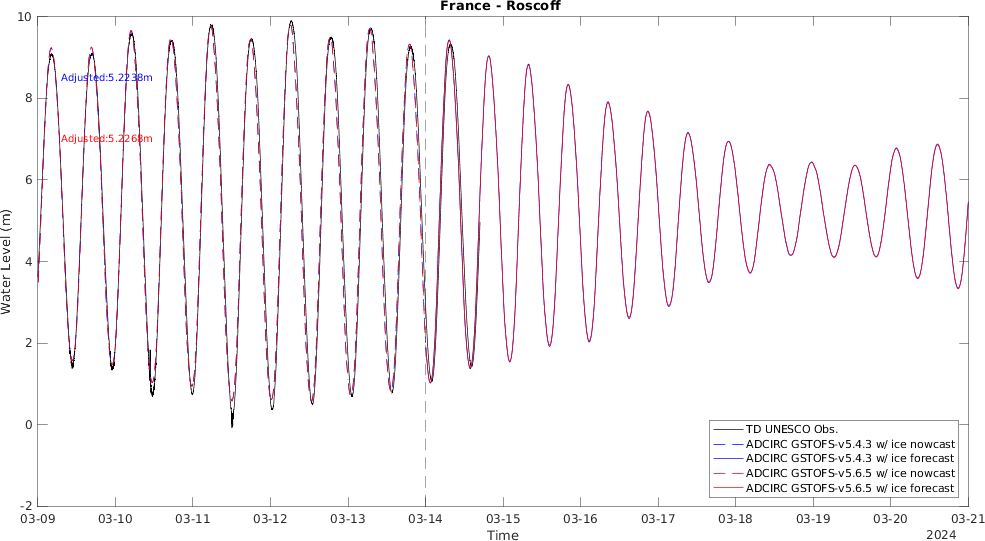 France - Roscoff
10
8
6
4
2
0
-2
Water Level (m)
Adjusted:5.2238m
Adjusted:5.2268m
TD UNESCO Obs.
ADCIRC GSTOFS-v5.4.3 w/ ice nowcast
ADCIRC GSTOFS-v5.4.3 w/ ice forecast
ADCIRC GSTOFS-v5.6.5 w/ ice nowcast
ADCIRC GSTOFS-v5.6.5 w/ ice forecast
03-09 03-10 03-11 03-12 03-13 03-14 03-15 03-16 03-17 03-18 03-19 03-20 03-21
Time
2024